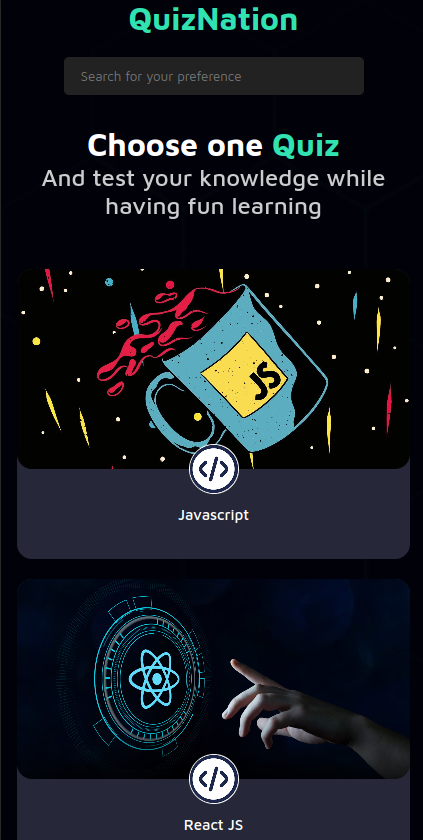 QuizNation
Search for your preference
Choose one Quiz
And test your knowledge while
having fun learning
JS
</>
Javascript
</>
React JS